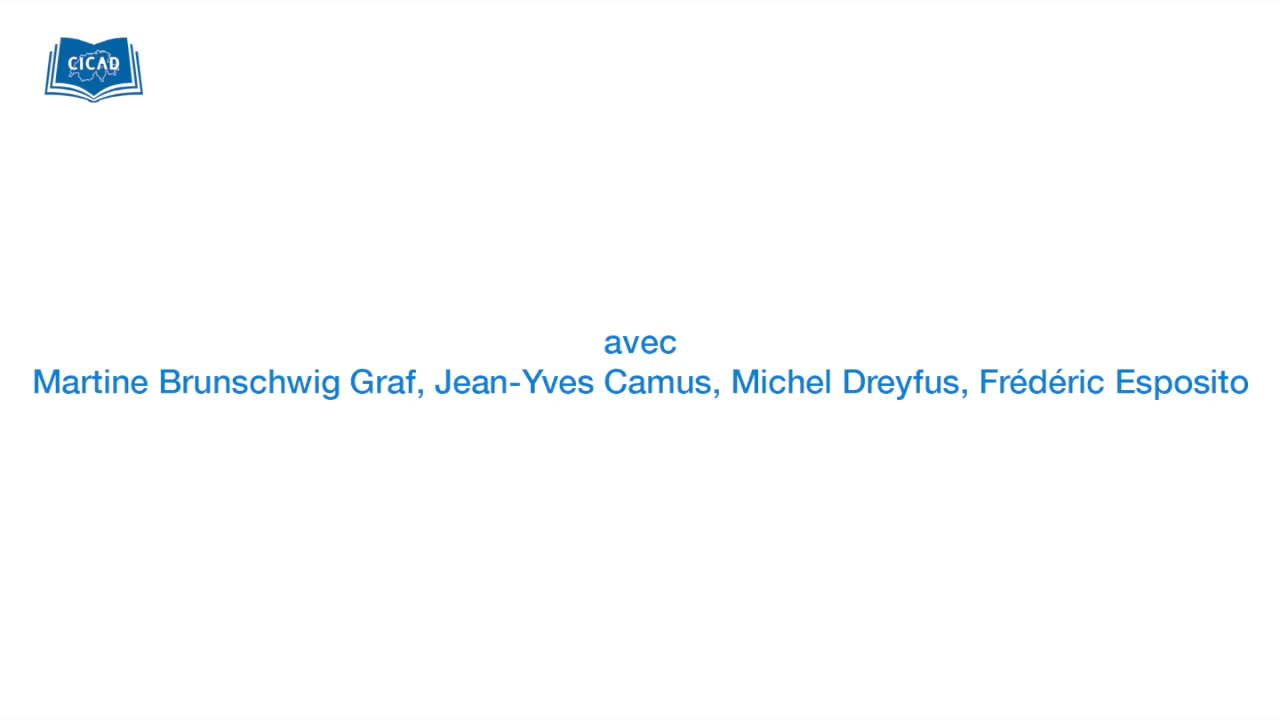 CICAD
avec
Martine Brunschwig Graf, Jean-Yves Camus, Michel Dreyfus, Frédéric Esposito